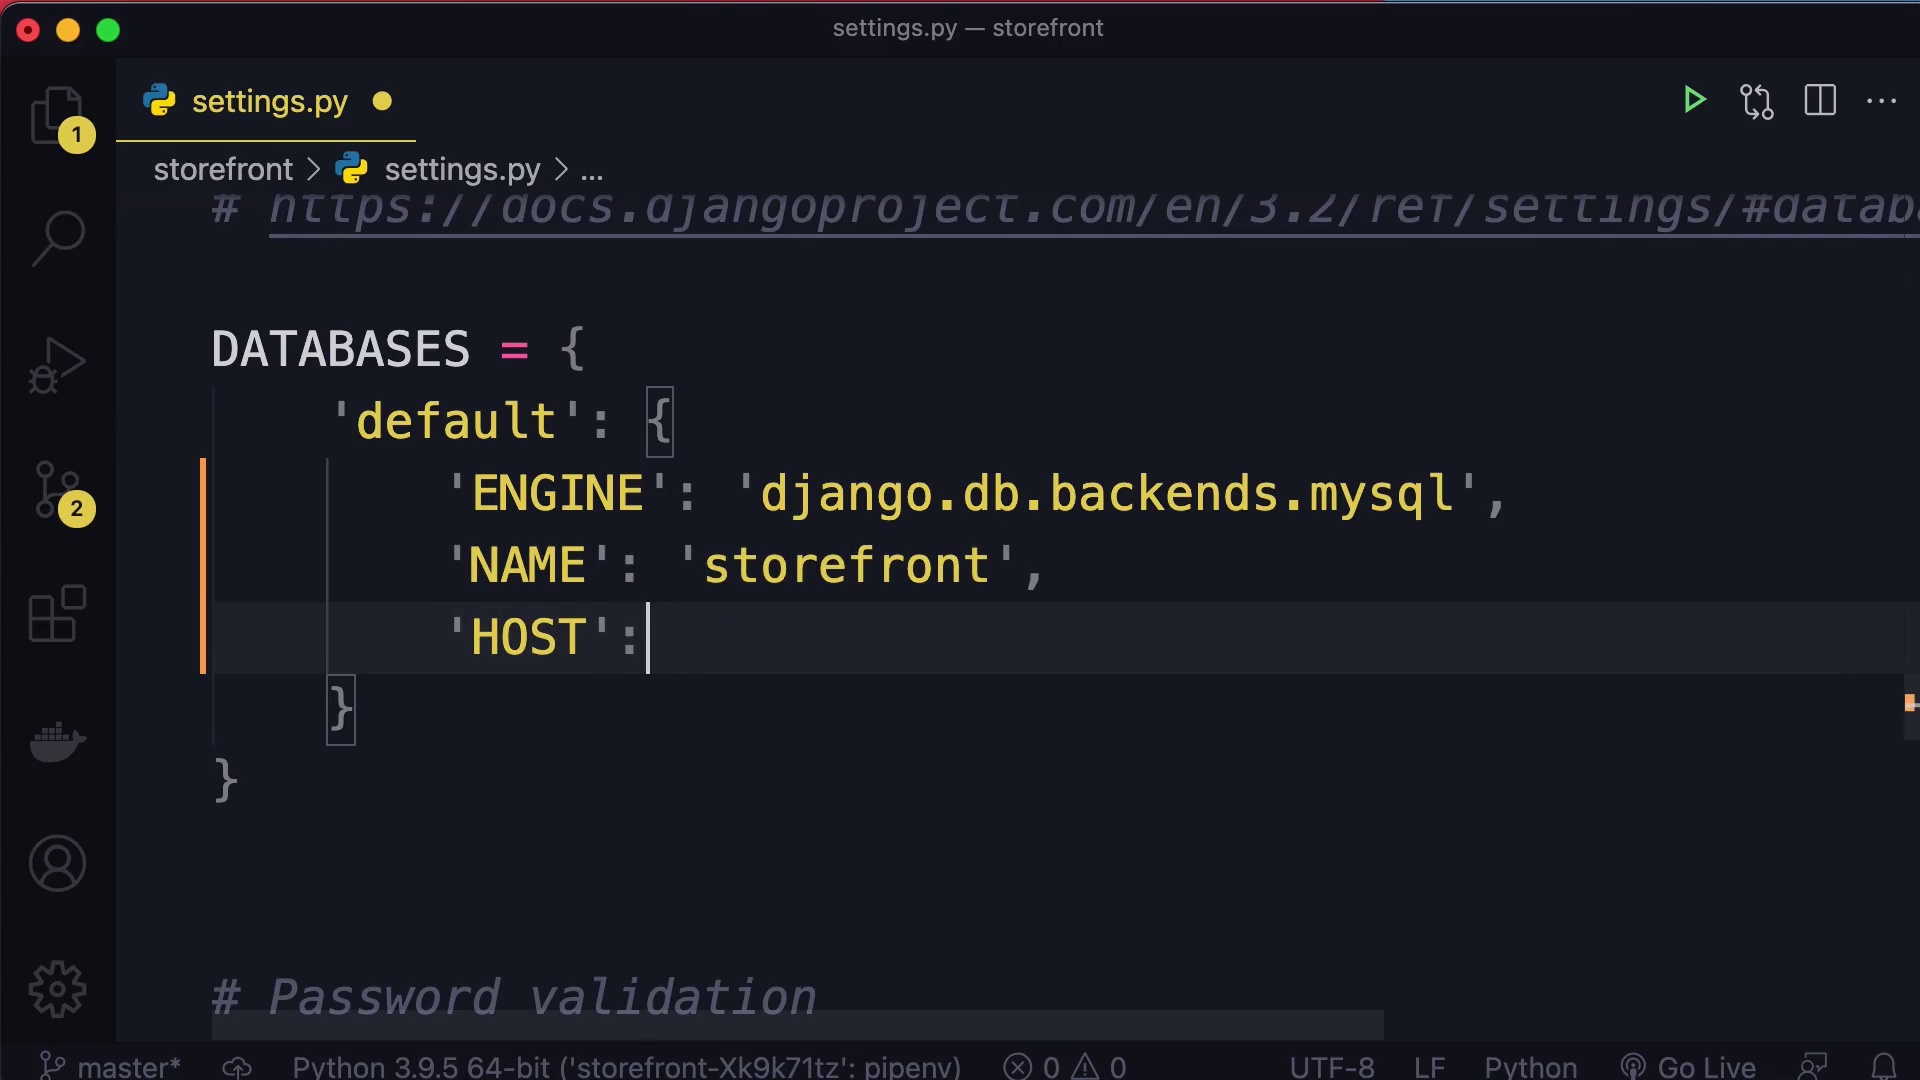 settings.py — storefront
settings.py
storefront > settings.py > ...
# https://docs.djangoproject.com/en/3.2/ref/settings/#datab
DATABASES = {
'default': {
'ENGINE': 'django.db.backends.mysql',
'NAME': 'storefront',
'HOST':
}
}
# Password validation
1
2
master* Python 3.9.5 64-bit ('storefront-Xk9k71tz': pipenv) 0 0 UTF-8 LF Python Go Live